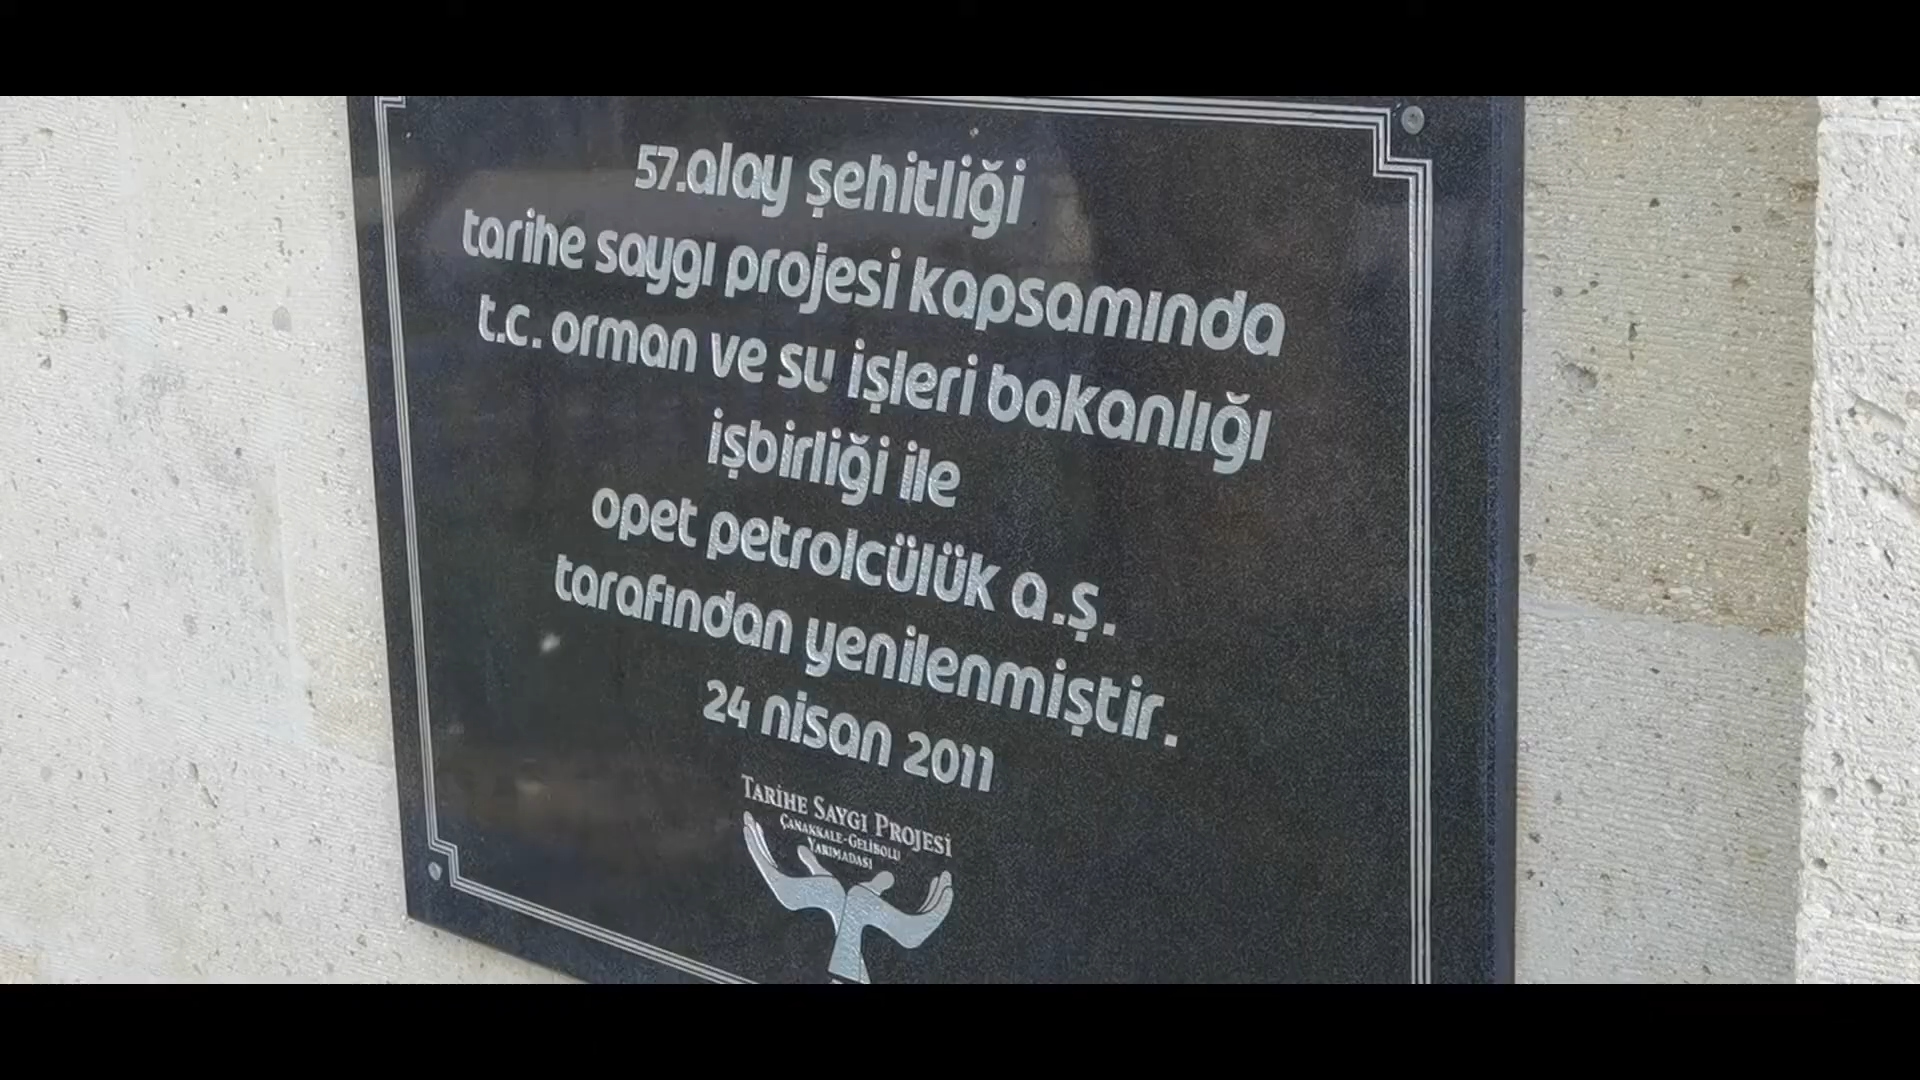 57.alay şehitliği
tarihe saygı projesi kapsamında
t.c. orman ve su işleri bakanlığı
işbirliği ile
opet petrolcülük a.ş.
tarafından yenilenmiştir.
24 nisan 2011
TARİHE SAYGI PROJESİ
ÇANAKKALE-GELİBOLU
YARIMADASI